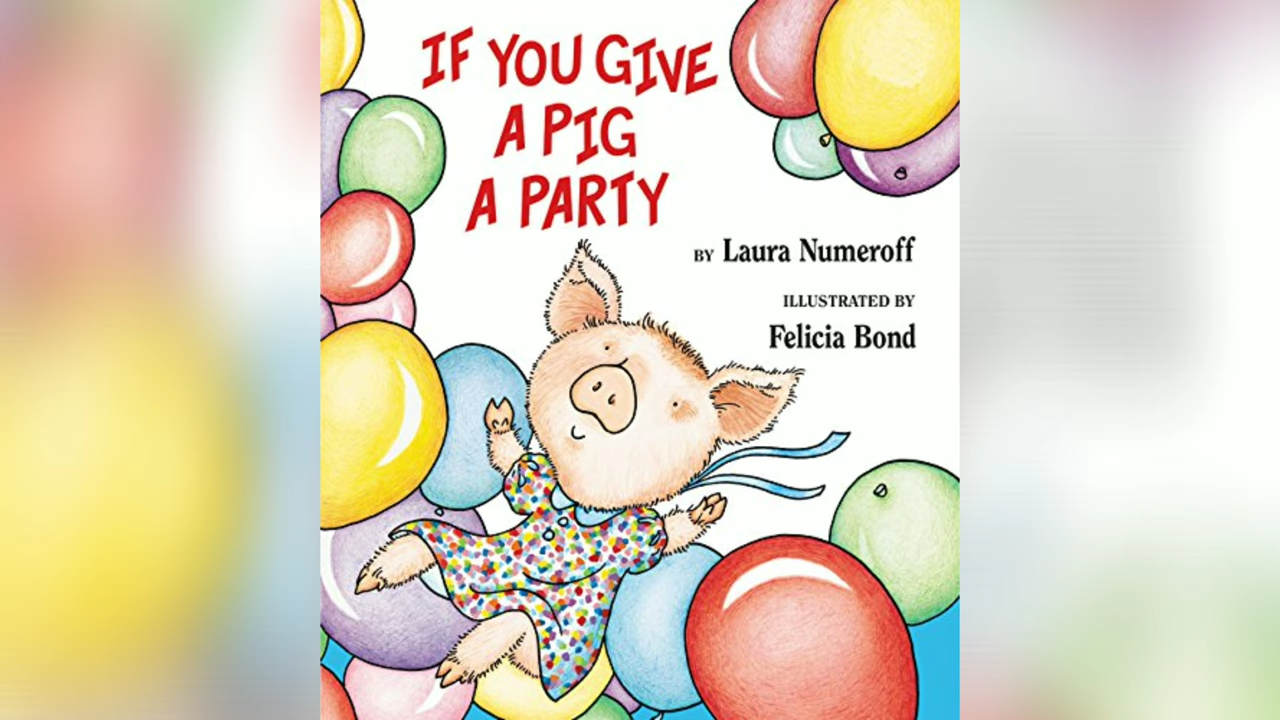 IF YOU GIVE
A PIG
A PARTY
BY Laura Numeroff
ILLUSTRATED BY
Felicia Bond